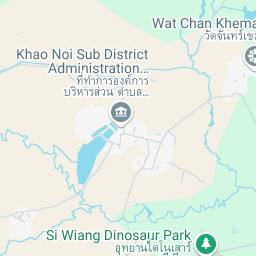 Wat Chan Khema
วัดจันทร์เข
Khao Noi Sub District
Administration...
ที่ทำการองค์การ
บริหารส่วน ตำบล...
Si Wiang Dinosaur Park
อุทยานไดโนเสาร์